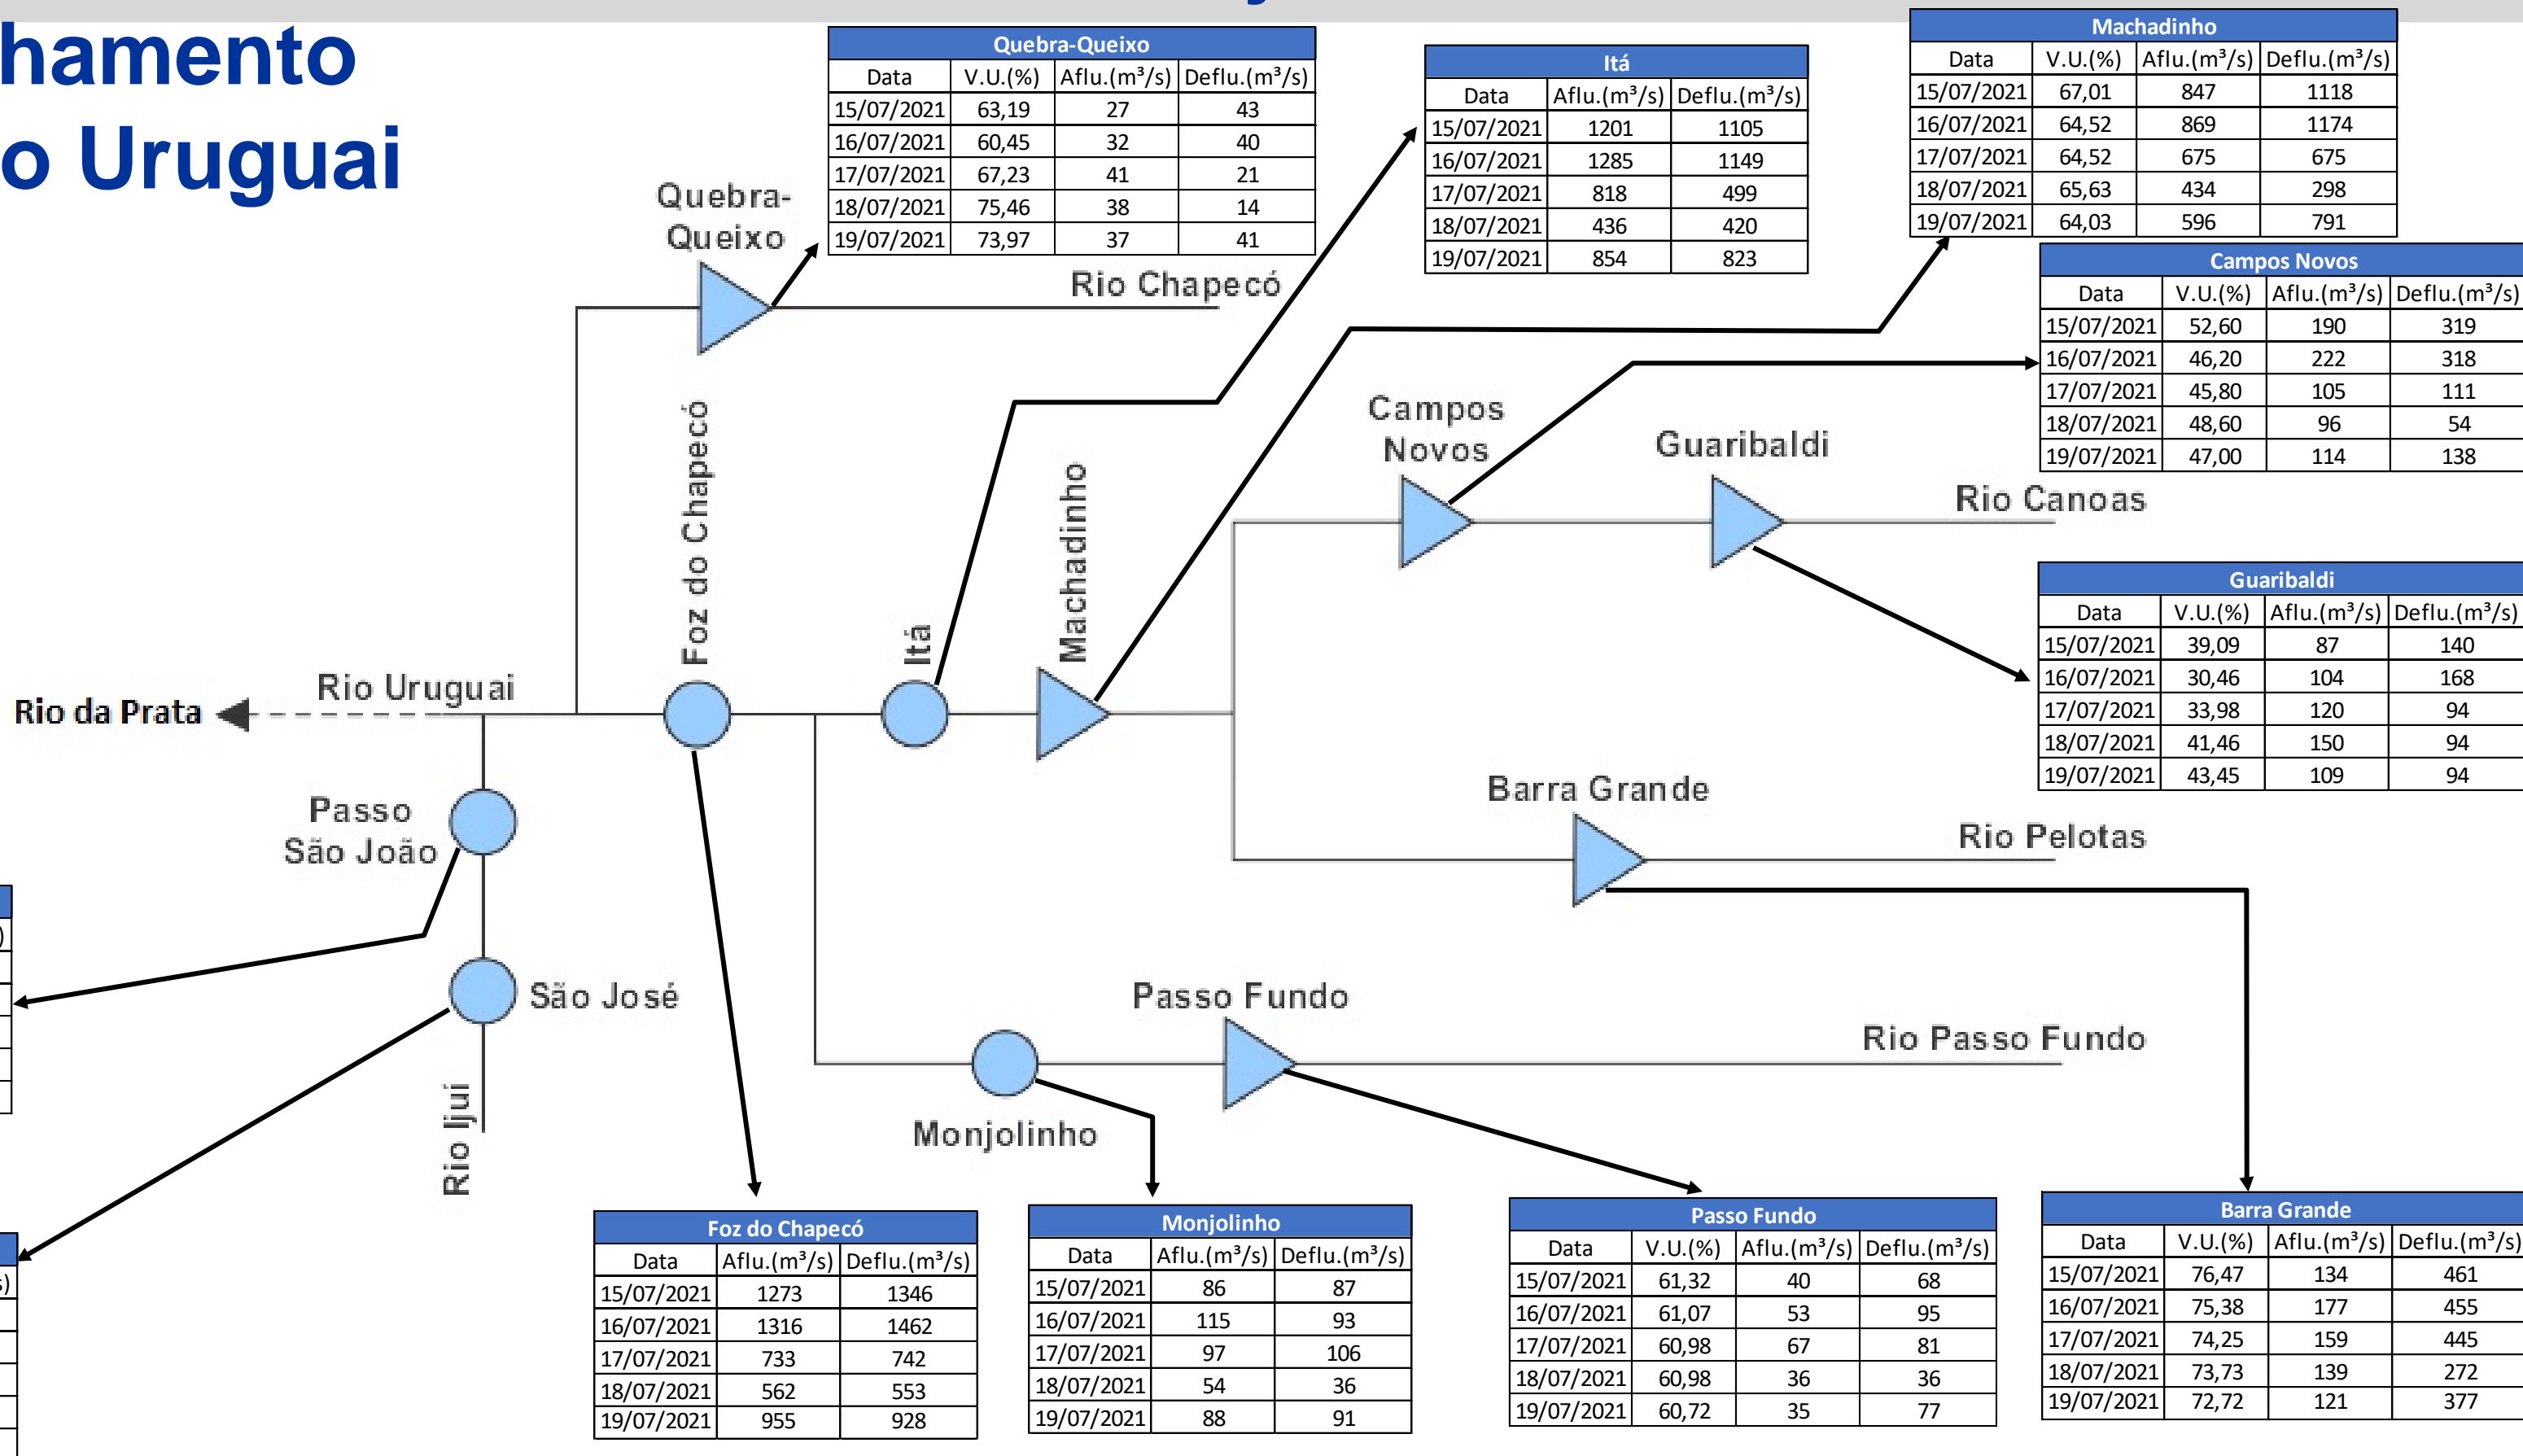 hamento
o Uruguai
Quebra-Queixo
Data V.U.(%) Aflu.(m³/s) Deflu.(m³/s)
15/07/2021 63,19 27 43
16/07/2021 60,45 32 40
17/07/2021 67,23 41 21
18/07/2021 75,46 38 14
19/07/2021 73,97 37 41
Itá
Data Aflu.(m³/s) Deflu.(m³/s)
15/07/2021 1201 1105
16/07/2021 1285 1149
17/07/2021 818 499
18/07/2021 436 420
19/07/2021 854 823
Machadinho
Data V.U.(%) Aflu.(m³/s) Deflu.(m³/s)
15/07/2021 67,01 847 1118
16/07/2021 64,52 869 1174
17/07/2021 64,52 675 675
18/07/2021 65,63 434 298
19/07/2021 64,03 596 791
Campos Novos
Data V.U.(%) Aflu.(m³/s) Deflu.(m³/s)
15/07/2021 52,60 190 319
16/07/2021 46,20 222 318
17/07/2021 45,80 105 111
18/07/2021 48,60 96 54
19/07/2021 47,00 114 138
Quebra-
Queixo
Rio Chapecó
Foz do Chapecó
Itá
Machadinho
Campos
Novos
Guaribaldi
Rio Canoas
Guaribaldi
Data V.U.(%) Aflu.(m³/s) Deflu.(m³/s)
15/07/2021 39,09 87 140
16/07/2021 30,46 104 168
17/07/2021 33,98 120 94
18/07/2021 41,46 150 94
19/07/2021 43,45 109 94
Rio da Prata
Rio Uruguai
Passo
São João
Barra Grande
Rio Pelotas
)
São José
Passo Fundo
Rio Passo Fundo
Monjolinho
Rio Ijui
s)
Foz do Chapecó
Data Aflu.(m³/s) Deflu.(m³/s)
15/07/2021 1273 1346
16/07/2021 1316 1462
17/07/2021 733 742
18/07/2021 562 553
19/07/2021 955 928
Monjolinho
Data Aflu.(m³/s) Deflu.(m³/s)
15/07/2021 86 87
16/07/2021 115 93
17/07/2021 97 106
18/07/2021 54 36
19/07/2021 88 91
Passo Fundo
Data V.U.(%) Aflu.(m³/s) Deflu.(m³/s)
15/07/2021 61,32 40 68
16/07/2021 61,07 53 95
17/07/2021 60,98 67 81
18/07/2021 60,98 36 36
19/07/2021 60,72 35 77
Barra Grande
Data V.U.(%) Aflu.(m³/s) Deflu.(m³/s)
15/07/2021 76,47 134 461
16/07/2021 75,38 177 455
17/07/2021 74,25 159 445
18/07/2021 73,73 139 272
19/07/2021 72,72 121 377